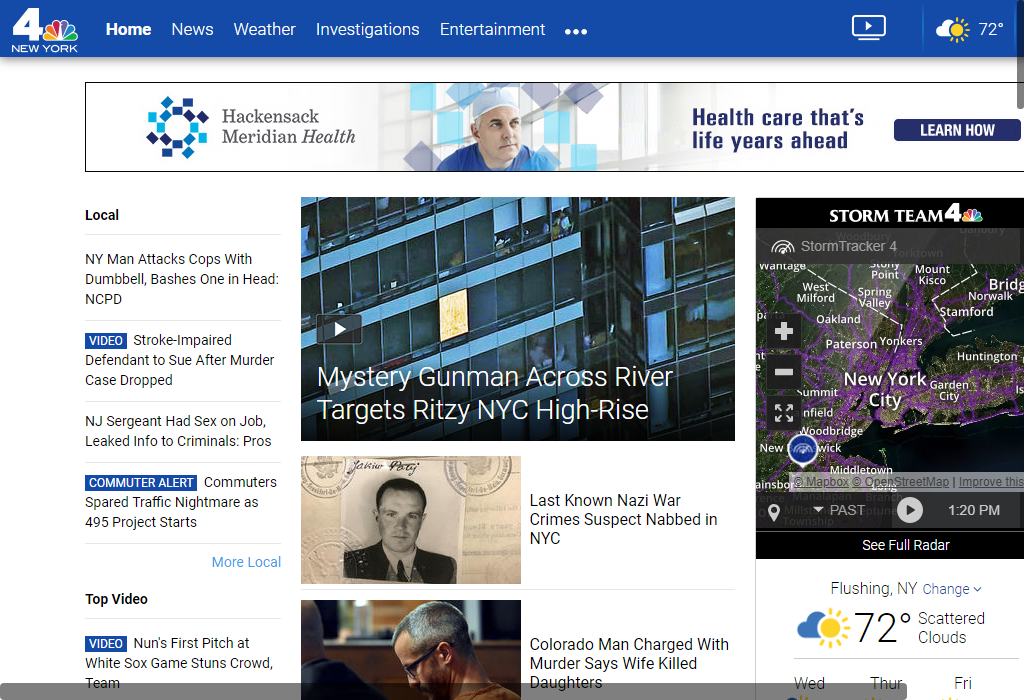 4
NEW YORK
Home
News
Weather
Investigations
Entertainment
72°
Hackensack
Meridian Health
Health care that's
life years ahead
LEARN HOW
Local
NY Man Attacks Cops With
Dumbbell, Bashes One in Head:
NCPD
VIDEO Stroke-Impaired
Defendant to Sue After Murder
Case Dropped
NJ Sergeant Had Sex on Job,
Leaked Info to Criminals: Pros
COMMUTER ALERT Commuters
Spared Traffic Nightmare as
495 Project Starts
More Local
Top Video
VIDEO Nun's First Pitch at
White Sox Game Stuns Crowd,
Team
Mystery Gunman Across River
Targets Ritzy NYC High-Rise
Last Known Nazi War
Crimes Suspect Nabbed in
NYC
Colorado Man Charged With
Murder Says Wife Killed
Daughters
STORM TEAM 4
StormTracker 4
Woodbury
Danbury
Yorktown
Wantage
Stony
Point
Mount
Kisco
West
Milford
Spring
Valley
Bridg
Norwalk
Stamford
Oakland
Paterson
Yonkers
Huntington
New York
City
Garden
City
Summit
nfield
Woodbridge
New
wick
Middletown
© Mapbox © OpenStreetMap | Improve this
ainsbor
Manalapan
PAST
1:20 PM
Township
See Full Radar
Flushing, NY Change
72°
Scattered
Clouds
Wed
Thur
Fri